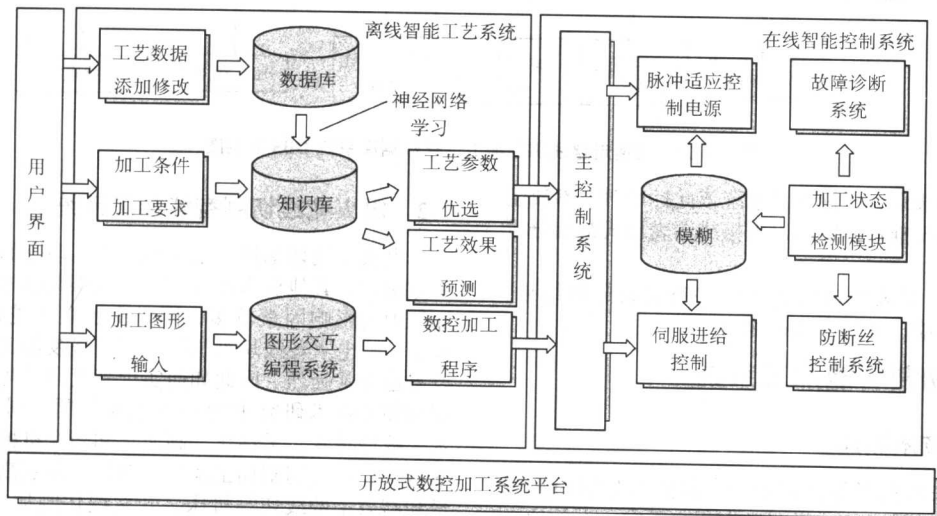 离线智能工艺系统
在线智能控制系统
用
户
界
面
工艺数据
添加修改
数据库
神经网络
学习
加工条件
加工要求
知识库
工艺参数
优选
工艺效果
预测
加工图形
输入
图形交互
编程系统
数控加工
程序
主
控
制
系
统
脉冲适应控
制电源
故障诊断
系统
模糊
加工状态
检测模块
伺服进给
控制
防断丝
控制系统
开放式数控加工系统平台